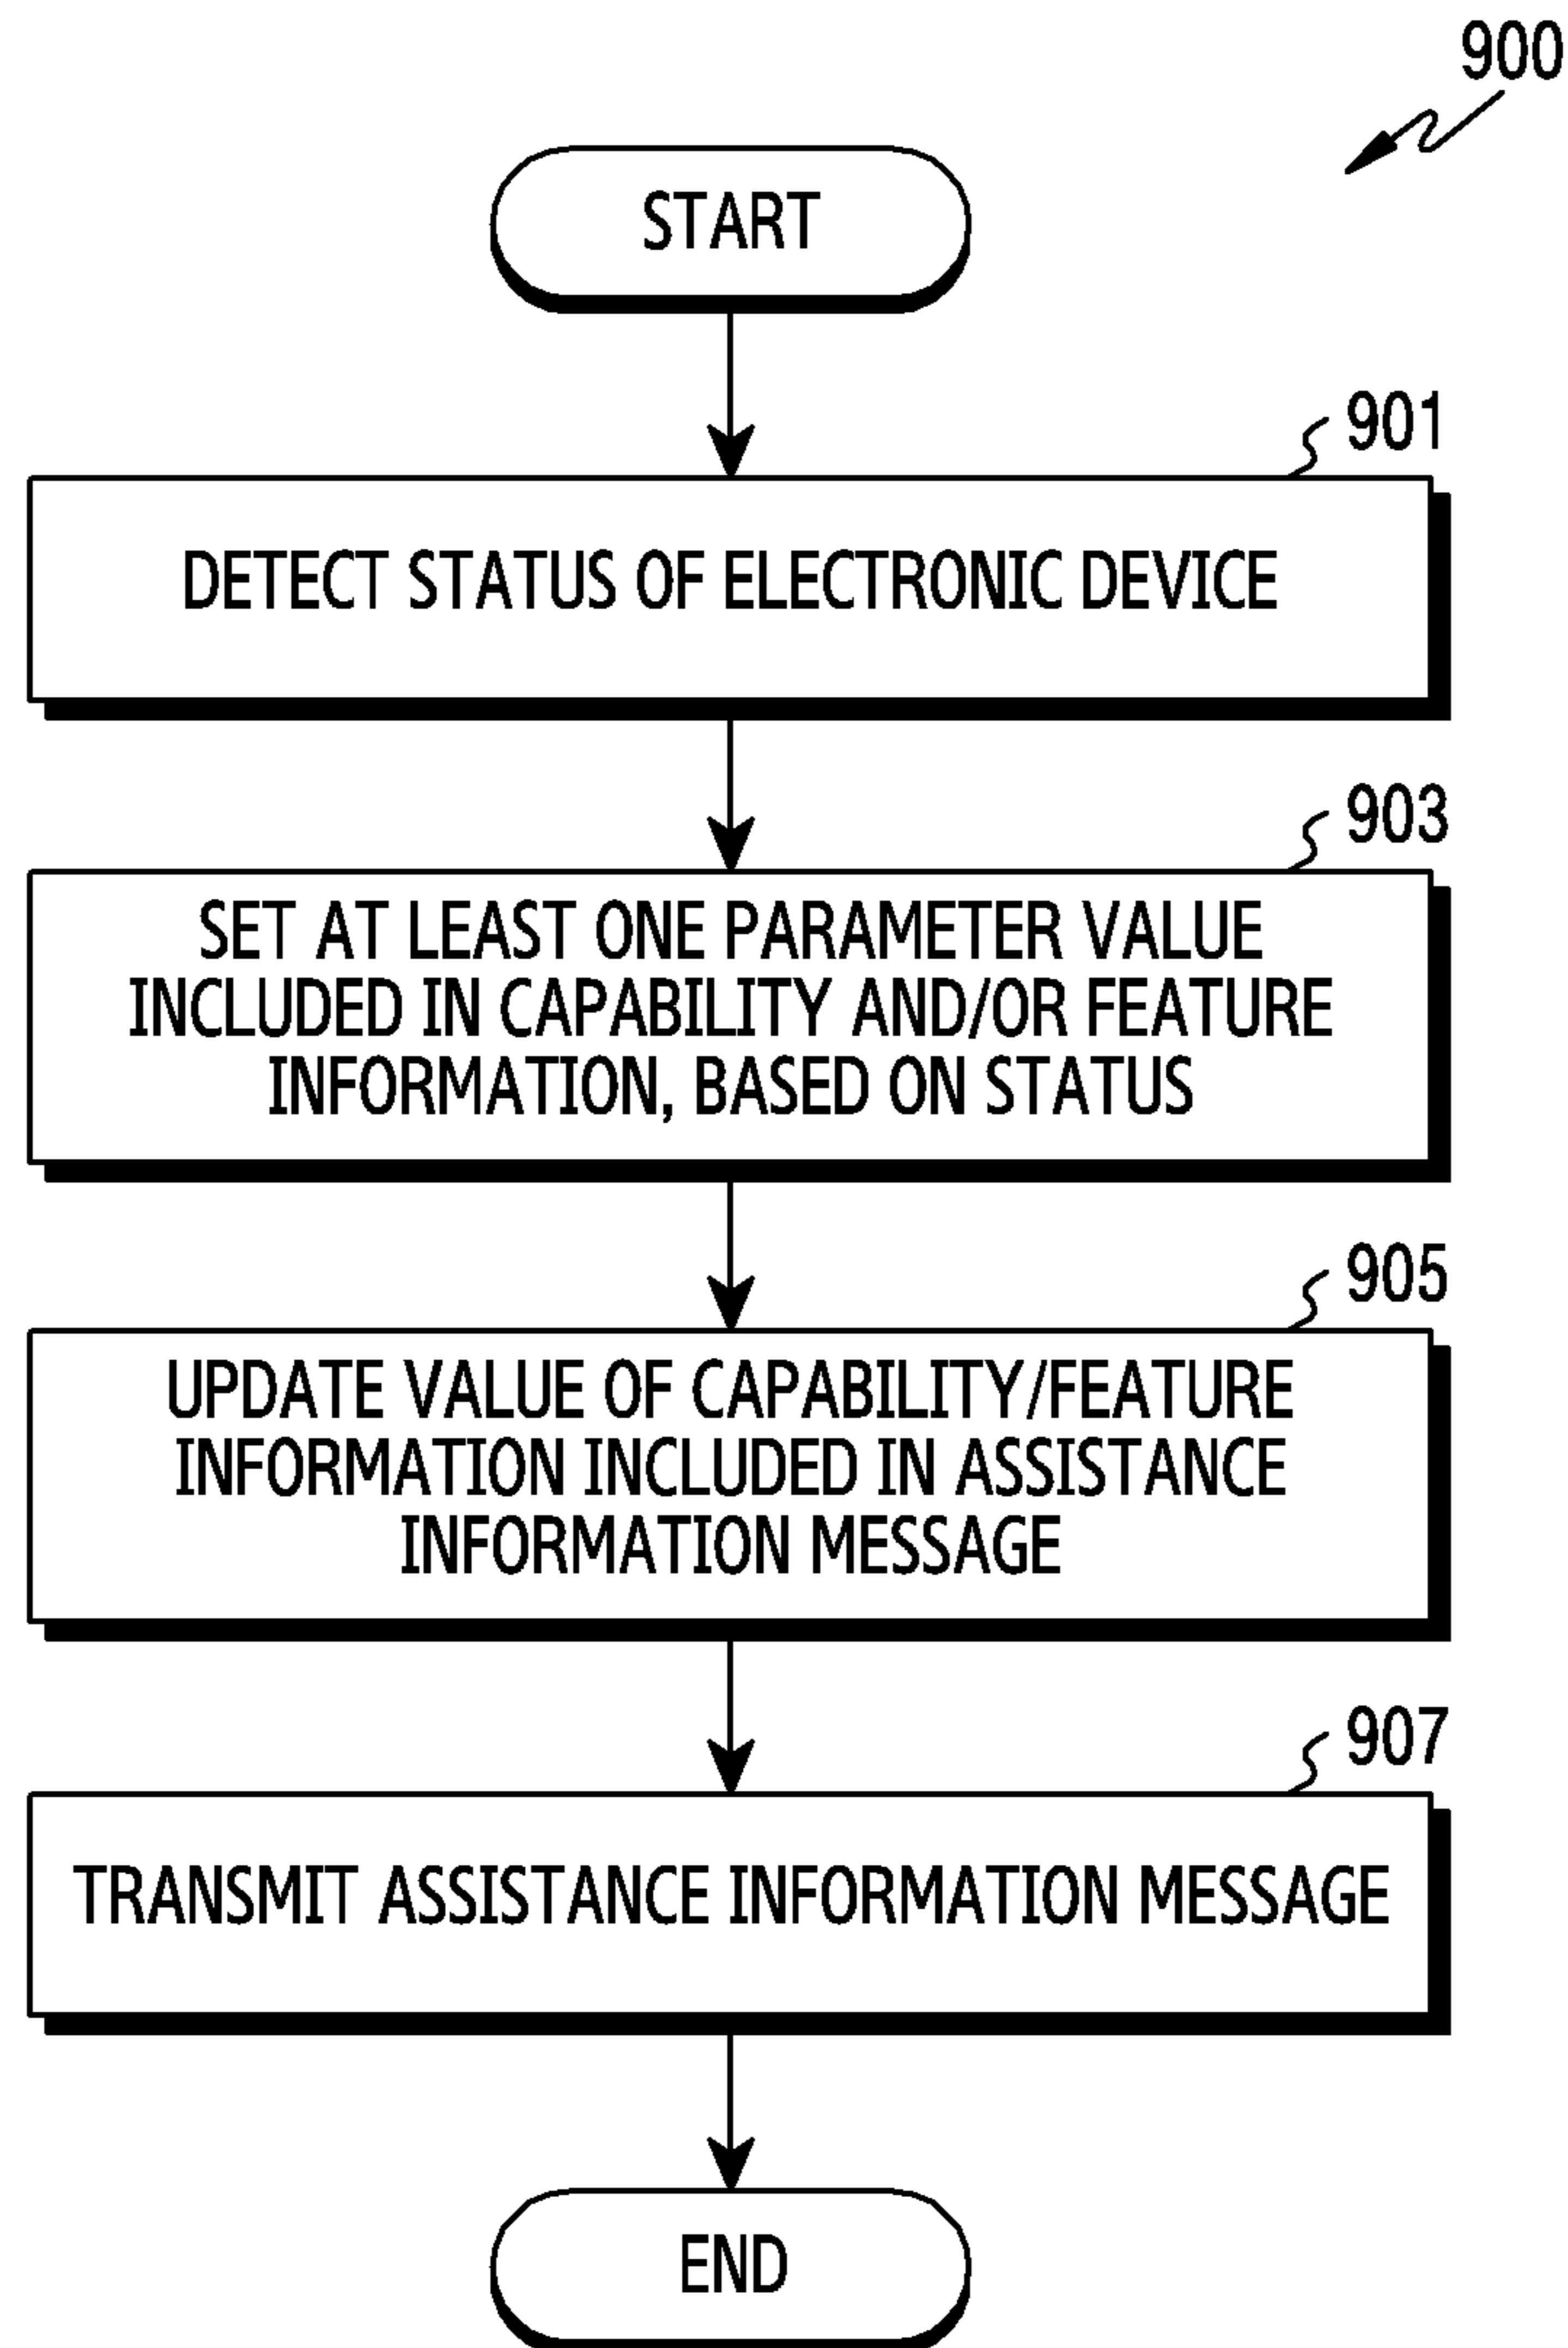 900
START
901
DETECT STATUS OF ELECTRONIC DEVICE
903
SET AT LEAST ONE PARAMETER VALUE
INCLUDED IN CAPABILITY AND/OR FEATURE
INFORMATION, BASED ON STATUS
905
UPDATE VALUE OF CAPABILITY/FEATURE
INFORMATION INCLUDED IN ASSISTANCE
INFORMATION MESSAGE
907
TRANSMIT ASSISTANCE INFORMATION MESSAGE
END